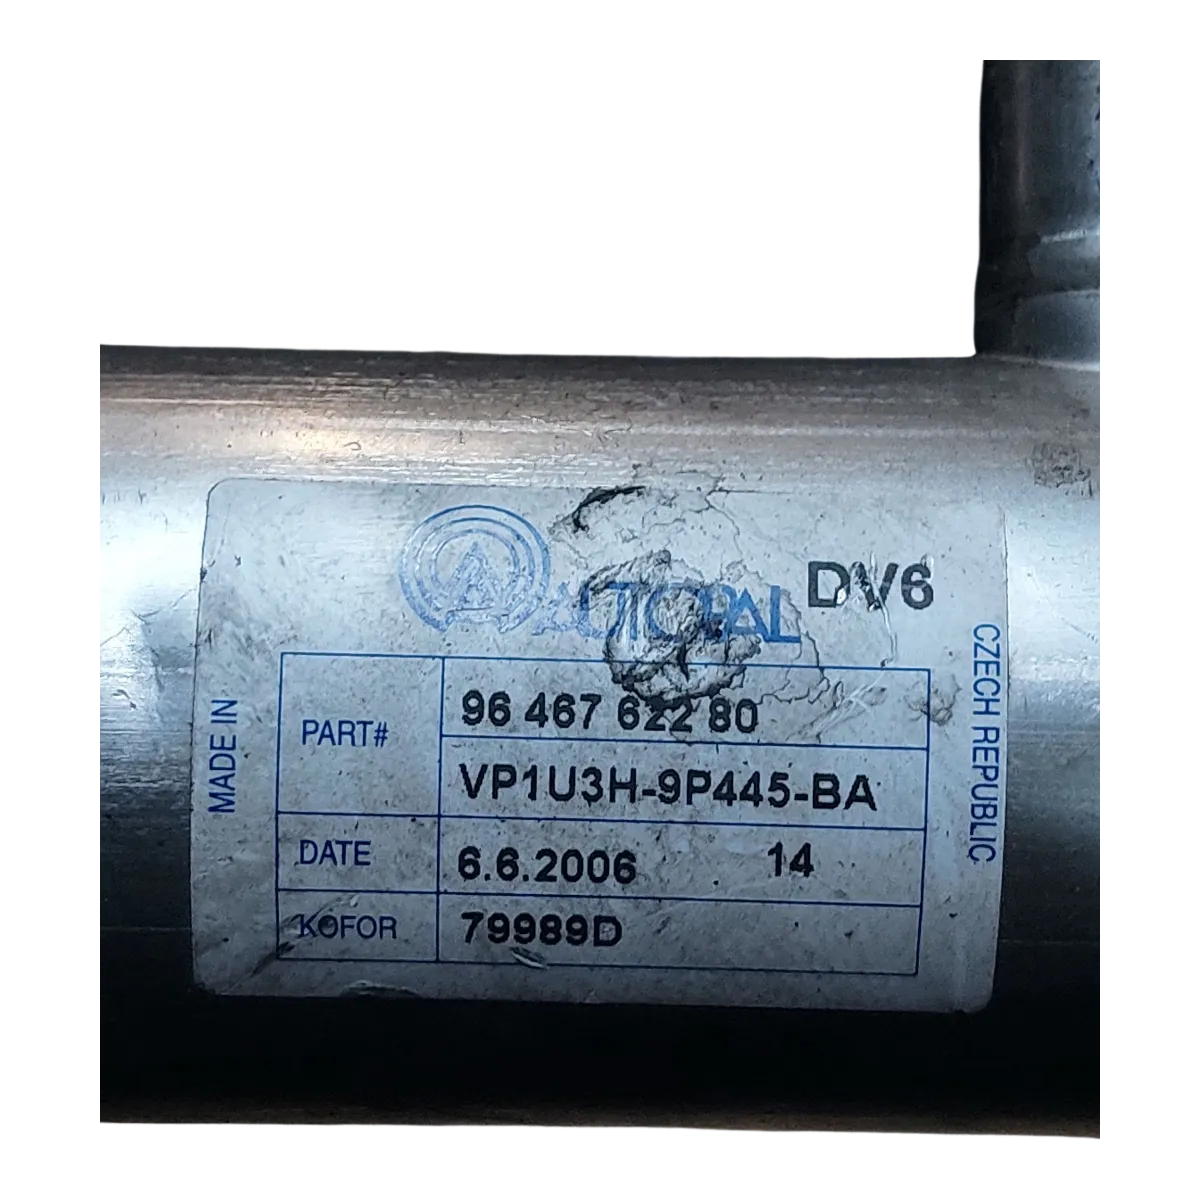 AUTOPAL
DV6
MADE IN
PART#
96 467 622 80
VP1U3H-9P445-BA
DATE
6.6.2006 14
KOFOR
79989D
CZECH REPUBLIC